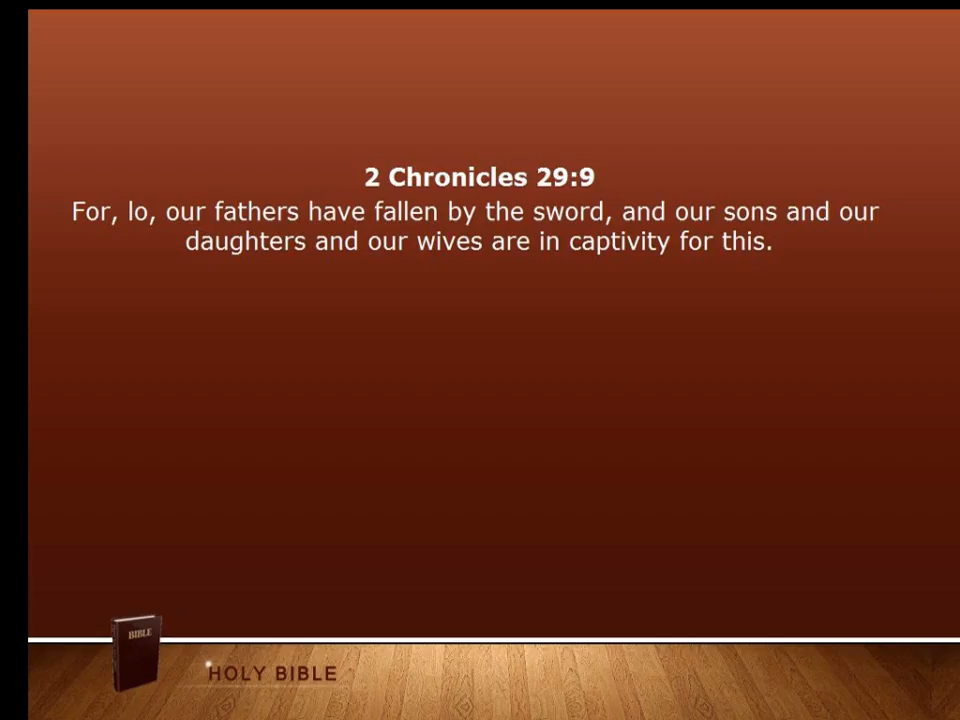 2 Chronicles 29:9
For, lo, our fathers have fallen by the sword, and our sons and our
daughters and our wives are in captivity for this.
BIBLE
HOLY BIBLE